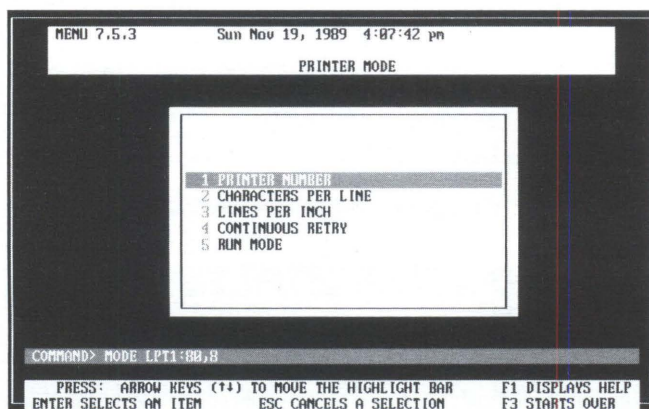 MENU 7.5.3 Sun Nov 19, 1989 4:07:42 pm
PRINTER MODE
1 PRINTER NUMBER
2 CHARACTERS PER LINE
3 LINES PER INCH
4 CONTINUOUS RETRY
5 RUN MODE
COMMAND> MODE LPT1:80,8
PRESS: ARROW KEYS (↑↓) TO MOVE THE HIGHLIGHT BAR F1 DISPLAYS HELP
ENTER SELECTS AN ITEM ESC CANCELS A SELECTION F3 STARTS OVER